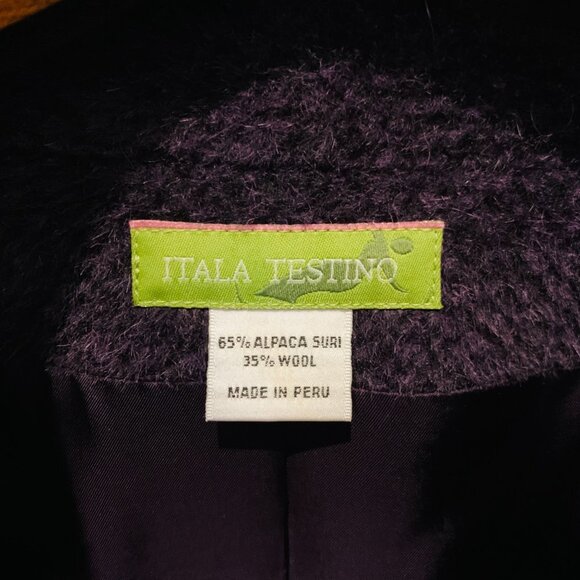 ITALA TESTINO
65% ALPACA SURI
35% WOOL
MADE IN PERU